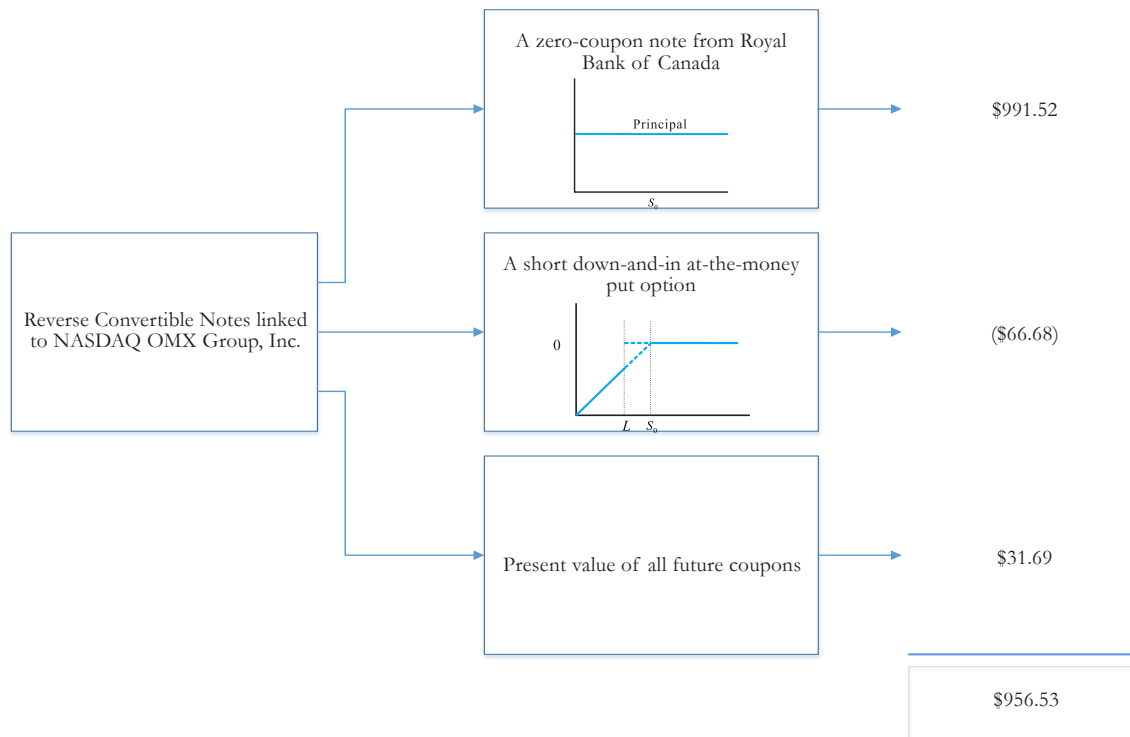 A zero-coupon note from Royal
Bank of Canada
Principal
S₀
$991.52
Reverse Convertible Notes linked
to NASDAQ OMX Group, Inc.
A short down-and-in at-the-money
put option
0
L S₀
($66.68)
Present value of all future coupons
$31.69
$956.53